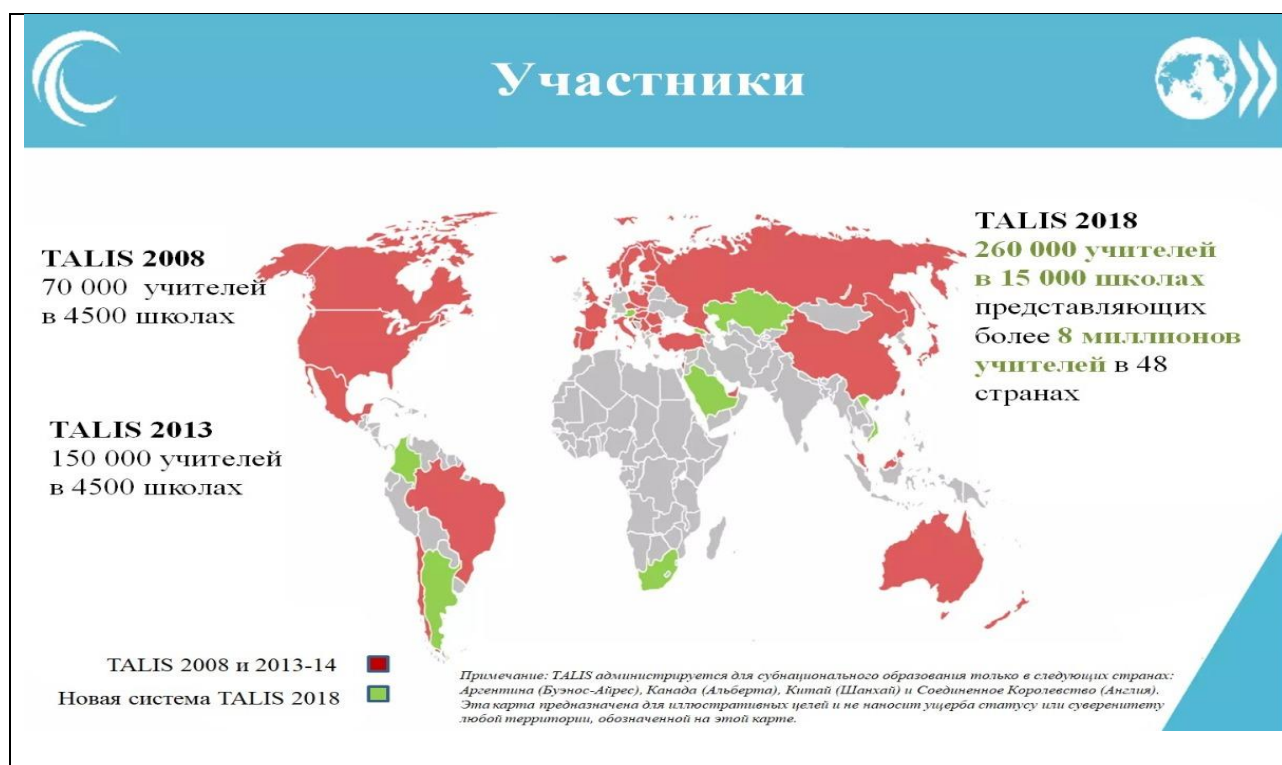 Участники
TALIS 2008
70 000 учителей
в 4500 школах
TALIS 2013
150 000 учителей
в 4500 школах
TALIS 2018
260 000 учителей
в 15 000 школах
представляющих
более 8 миллионов
учителей в 48
странах
TALIS 2008 и 2013-14
Новая система TALIS 2018
Примечание: TALIS администрируется для субнационального образования только в следующих странах:
Аргентина (Буэнос-Айрес), Канада (Альберта), Китай (Шанхай) и Соединенное Королевство (Англия).
Эта карта предназначена для иллюстративных целей и не наносит ущерба статусу или суверенитету
любой территории, обозначенной на этой карте.